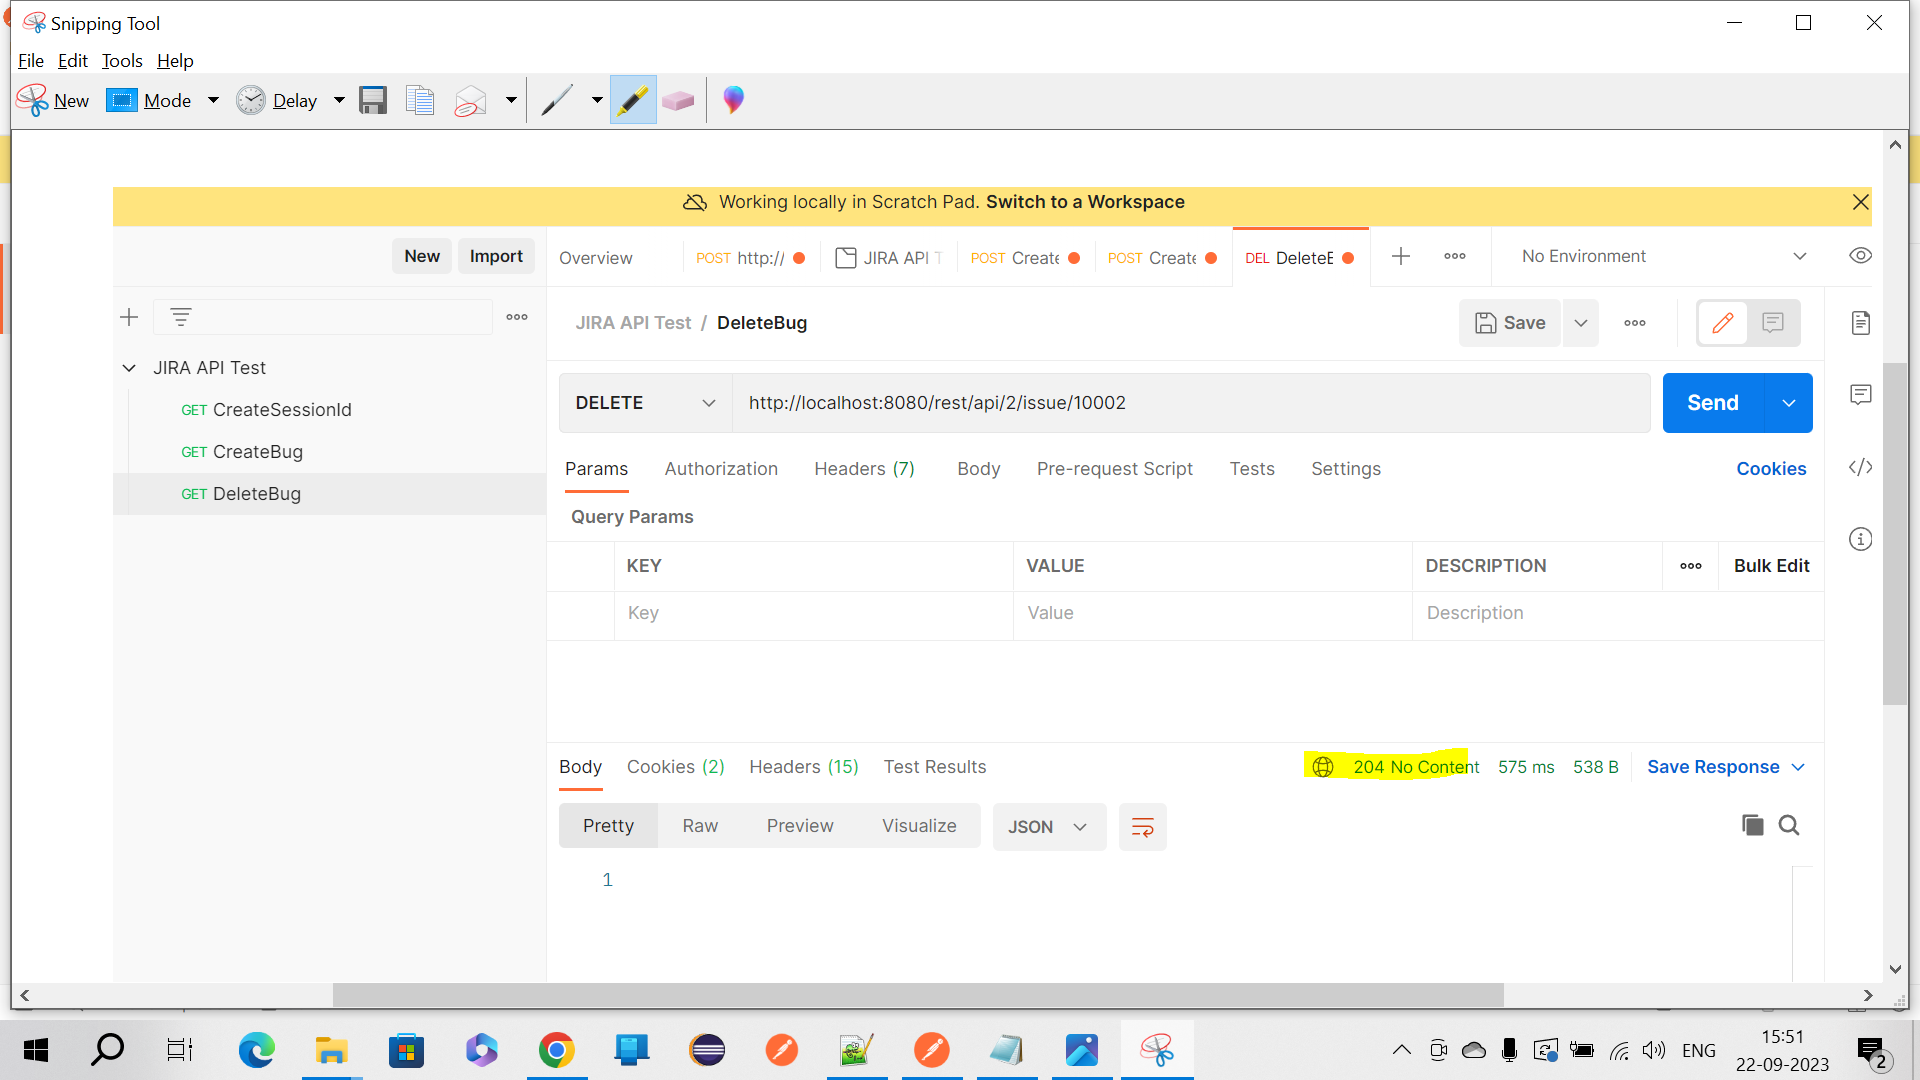 Snipping Tool
File Edit Tools Help
New Mode Delay
Working locally in Scratch Pad. Switch to a Workspace
New Import
Overview POST http:// JIRA API T POST Create POST Create DEL DeleteE No Environment
JIRA API Test / DeleteBug Save
JIRA API Test
GET CreateSessionId
GET CreateBug
GET DeleteBug
DELETE http://localhost:8080/rest/api/2/issue/10002 Send
Params Authorization Headers (7) Body Pre-request Script Tests Settings Cookies
Query Params
KEY VALUE DESCRIPTION Bulk Edit
Key Value Description
Body Cookies (2) Headers (15) Test Results 204 No Content 575 ms 538 B Save Response
Pretty Raw Preview Visualize JSON
1
ENG 15:51
22-09-2023 2